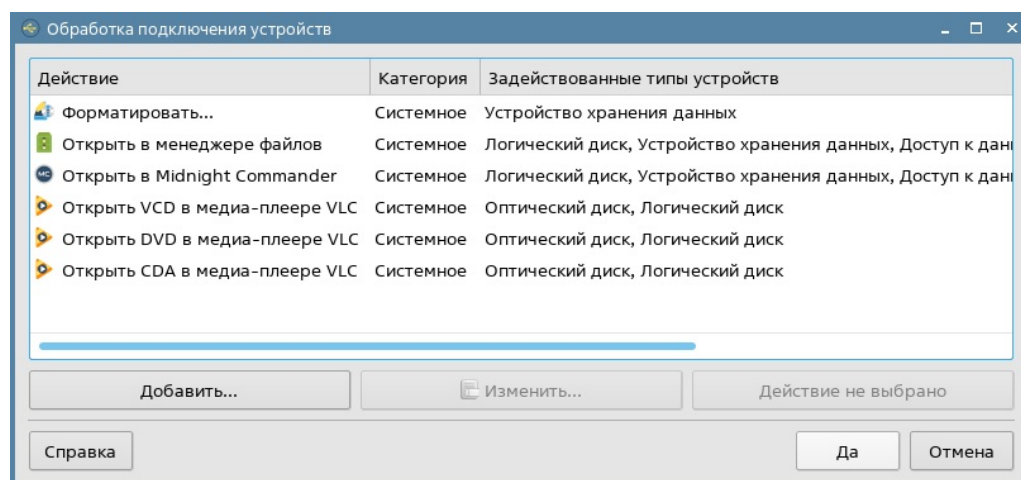 Обработка подключения устройств
Действие Категория Задействованные типы устройств
Форматировать... Системное Устройство хранения данных
Открыть в менеджере файлов Системное Логический диск, Устройство хранения данных, Доступ к дан
MC Открыть в Midnight Commander Системное Логический диск, Устройство хранения данных, Доступ к дан
Открыть VCD в медиа-плеере VLC Системное Оптический диск, Логический диск
Открыть DVD в медиа-плеере VLC Системное Оптический диск, Логический диск
Открыть CDA в медиа-плеере VLC Системное Оптический диск, Логический диск
Добавить... Изменить... Действие не выбрано
Справка Да Отмена